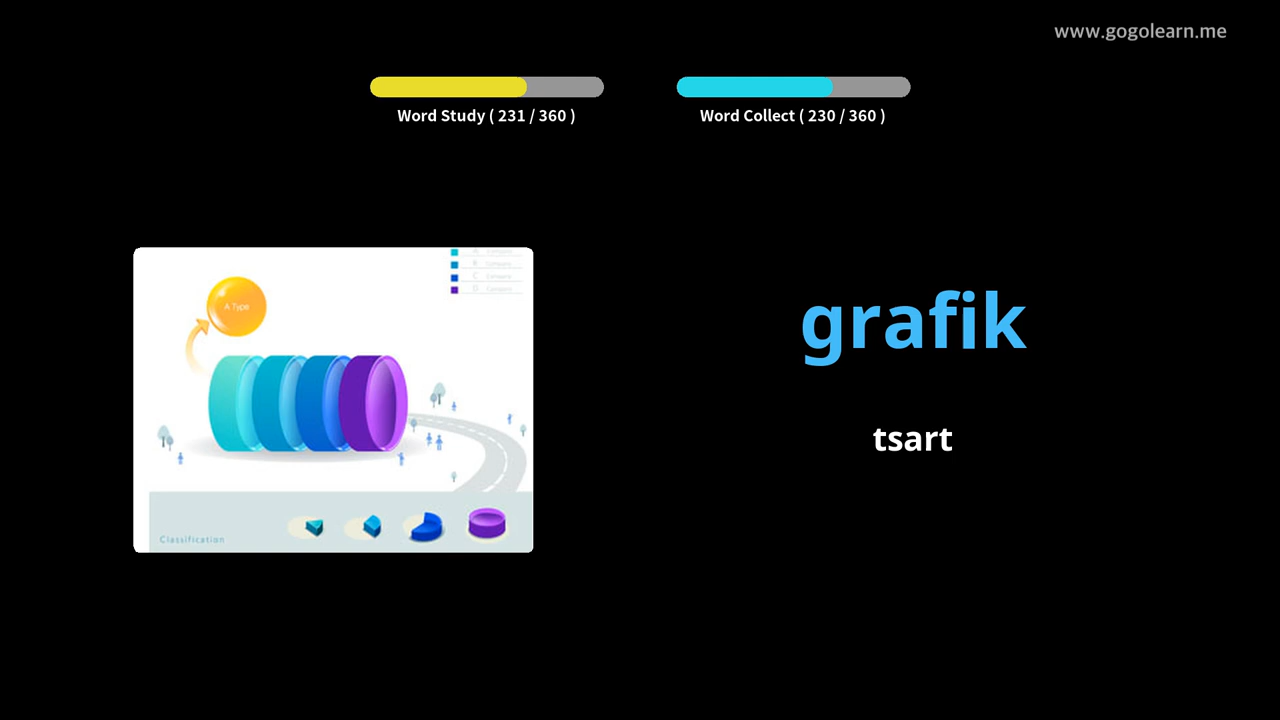 www.gogolearn.me
Word Study ( 231 / 360 )
Word Collect ( 230 / 360 )
A Type
grafik
tsart
Classification